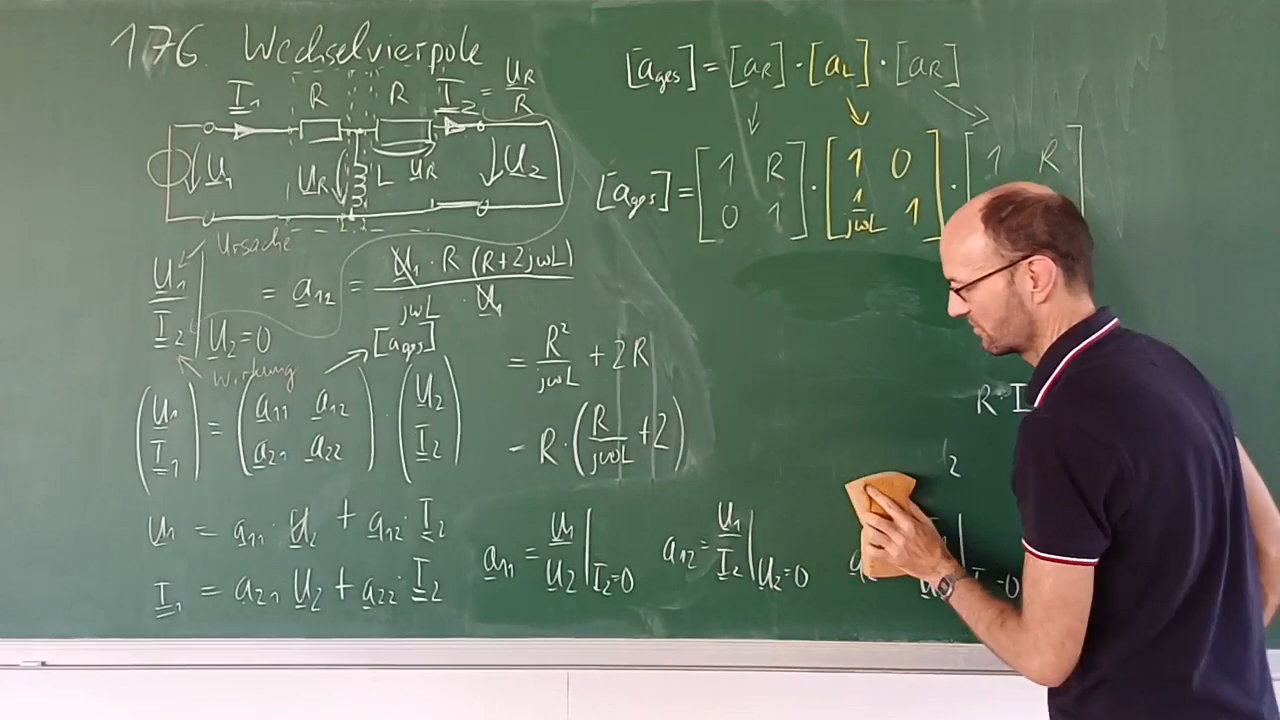 176. Wechselvierpole
I₁ R R I₂ = U_R/R
U₁ U_R L U_R U₂
Ursache
U₁/I₂ | U₂=0 = a₁₂ = U₁ · R (R+2jωL) / jωL · U₁
Wirkung
[a_ges]
(U₁ I₁) = (a₁₁ a₁₂ a₂₁ a₂₂) · (U₂ I₂)
U₁ = a₁₁ · U₂ + a₁₂ · I₂
I₁ = a₂₁ U₂ + a₂₂ · I₂
= R²/jωL + 2R
= R · (R/jωL + 2)
a₁₁ = U₁/U₂ | I₂=0
a₁₂ = U₁/I₂ | U₂=0
[a_ges] = [a_R] · [a_L] · [a_R]
[a_ges] = [1 R 0 1] · [1 0 1/jωL 1] · [1 R
R · I